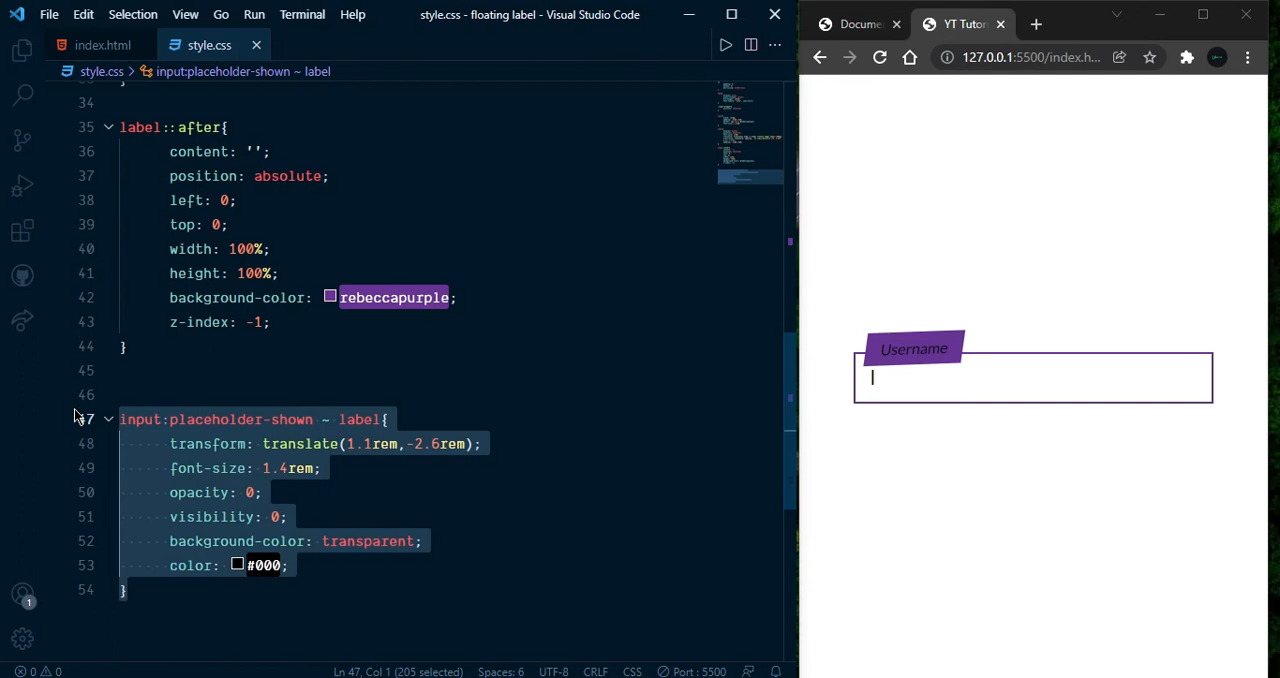 File Edit Selection View Go Run Terminal Help style.css - floating label - Visual Studio Code
index.html style.css
style.css > input:placeholder-shown ~ label
34
35 label::after{
36 content: '';
37 position: absolute;
38 left: 0;
39 top: 0;
40 width: 100%;
41 height: 100%;
42 background-color: rebeccapurple;
43 z-index: -1;
44 }
45
46
47 input:placeholder-shown ~ label{
48 transform: translate(1.1rem,-2.6rem);
49 font-size: 1.4rem;
50 opacity: 0;
51 visibility: 0;
52 background-color: transparent;
53 color: #000;
54 }
1
0 0 Ln 47, Col 1 (205 selected) Spaces: 6 UTF-8 CRLF CSS Port : 5500
Docume YT Tutor
127.0.0.1:5500/index.h...
Username